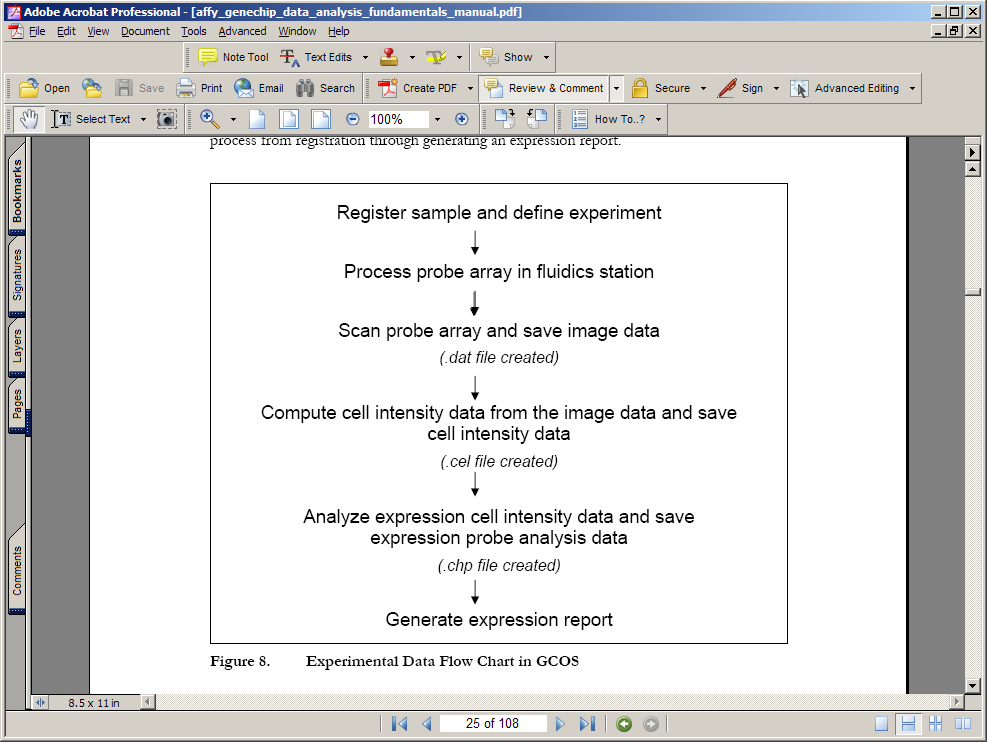 Adobe Acrobat Professional - [affy_genechip_data_analysis_fundamentals_manual.pdf]
File Edit View Document Tools Advanced Window Help
Note Tool Text Edits Show
Open Save Print Email Search Create PDF Review & Comment Secure Sign Advanced Editing
Select Text 100% How To..?
Bookmarks
Signatures
Layers
Pages
Comments
process from registration through generating an expression report.
Register sample and define experiment
Process probe array in fluidics station
Scan probe array and save image data
(.dat file created)
Compute cell intensity data from the image data and save
cell intensity data
(.cel file created)
Analyze expression cell intensity data and save
expression probe analysis data
(.chp file created)
Generate expression report
Figure 8. Experimental Data Flow Chart in GCOS
8.5 x 11 in
25 of 108